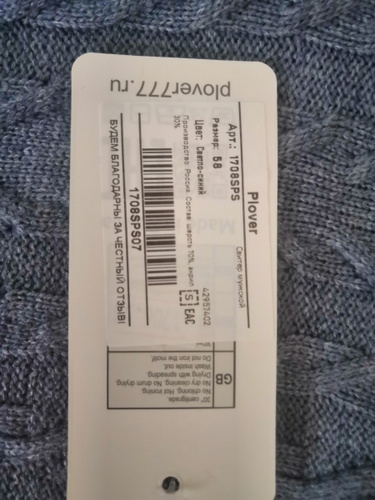 plover777.ru
Plover
Свитер мужской
Арт.: 1708SPS
Размер: 58
Цвет: Светло-синий
Производство: Россия. Состав: шерсть 70%, акрил
30%
42957402
[S] EAC
1708SPS07
БУДЕМ БЛАГОДАРНЫ ЗА ЧЕСТНЫЙ ОТЗЫВ!
GB
30° centigrade.
No chloring. Hot ironing.
No dry cleaning. No drum drying.
Drying with spreading.
Wash inside out.
Do not iron the motif.